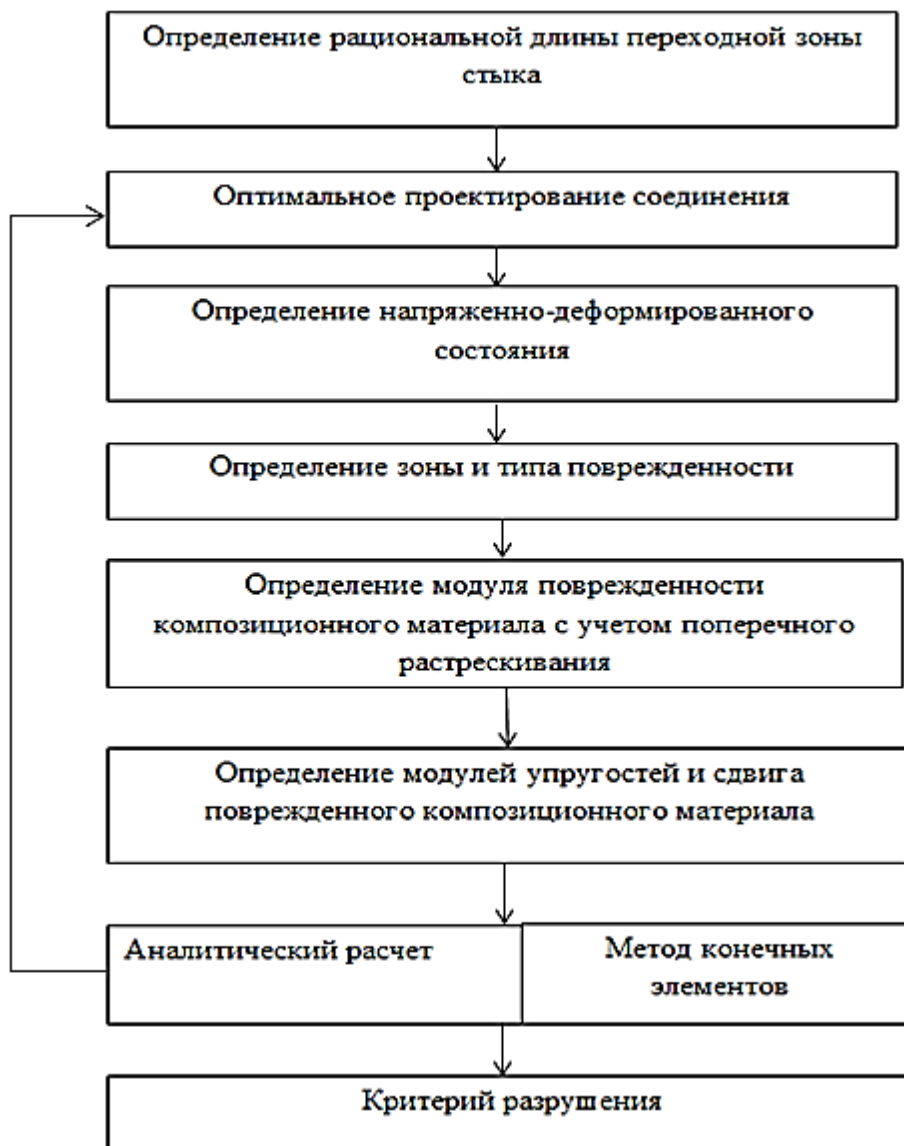 Определение рациональной длины переходной зоны
стыка
Оптимальное проектирование соединения
Определение напряженно-деформированного
состояния
Определение зоны и типа поврежденности
Определение модуля поврежденности
композиционного материала с учетом поперечного
растрескивания
Определение модулей упругостей и сдвига
поврежденного композиционного материала
Аналитический расчет
Метод конечных
элементов
Критерий разрушения